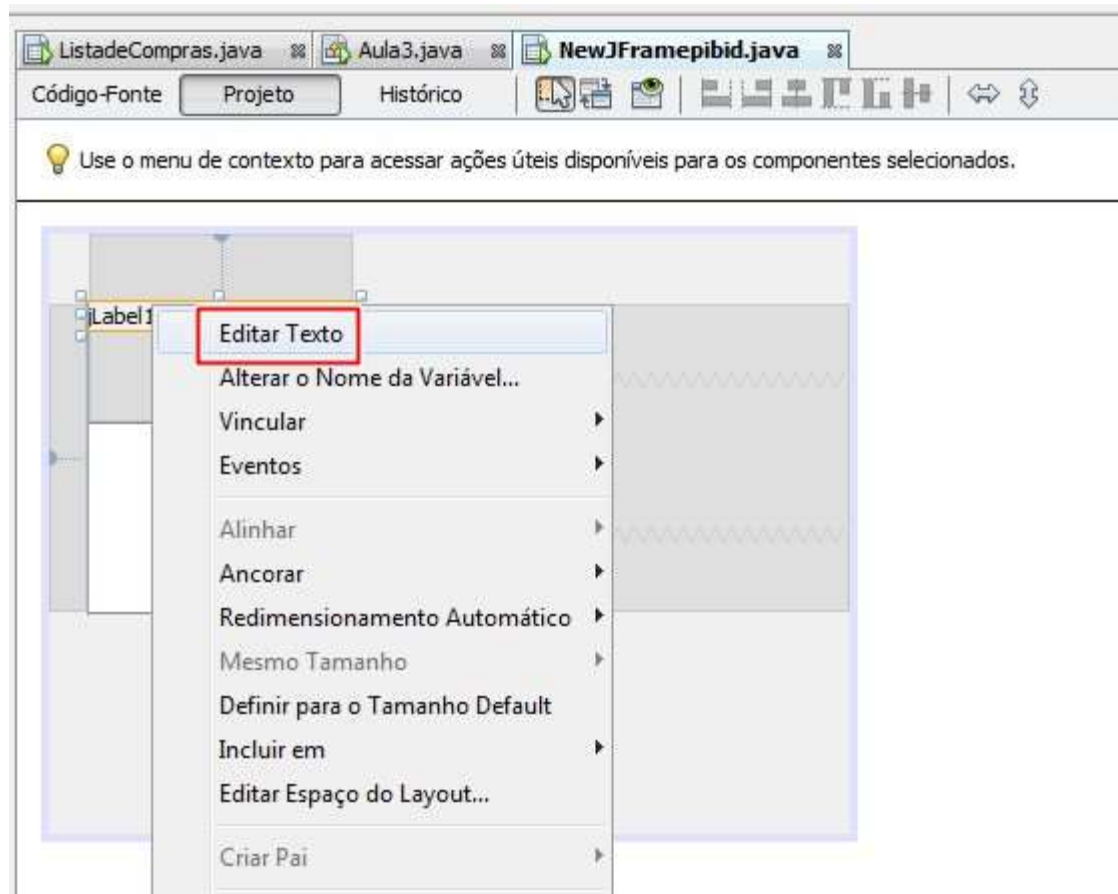 ListadeCompras.java Aula3.java NewJFramepibid.java
Código-Fonte Projeto Histórico
Use o menu de contexto para acessar ações úteis disponíveis para os componentes selecionados.
jLabel1
Editar Texto
Alterar o Nome da Variável...
Vincular
Eventos
Alinhar
Ancorar
Redimensionamento Automático
Mesmo Tamanho
Definir para o Tamanho Default
Incluir em
Editar Espaço do Layout...
Criar Pai